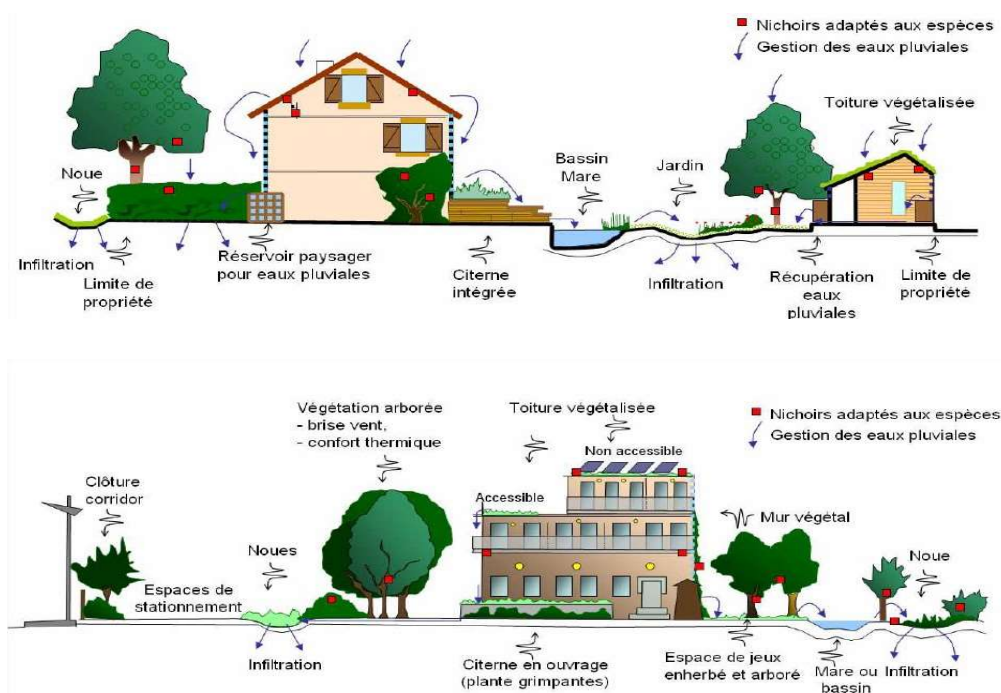 Nichoirs adaptés aux espèces
Gestion des eaux pluviales
Toiture végétalisée
Noue
Bassin
Mare
Jardin
Infiltration
Limite de
propriété
Réservoir paysager
pour eaux pluviales
Citerne
intégrée
Infiltration
Récupération
eaux
pluviales
Limite de
propriété
Végétation arborée
- brise vent,
- confort thermique
Toiture végétalisée
Nichoirs adaptés aux espèces
Gestion des eaux pluviales
Non accessible
Clôture
corridor
Accessible
Mur végétal
Noues
Noue
Espaces de
stationnement
Infiltration
Citerne en ouvrage
(plante grimpantes)
Espace de jeux
enherbé et arboré
Mare ou
bassin
Infiltration